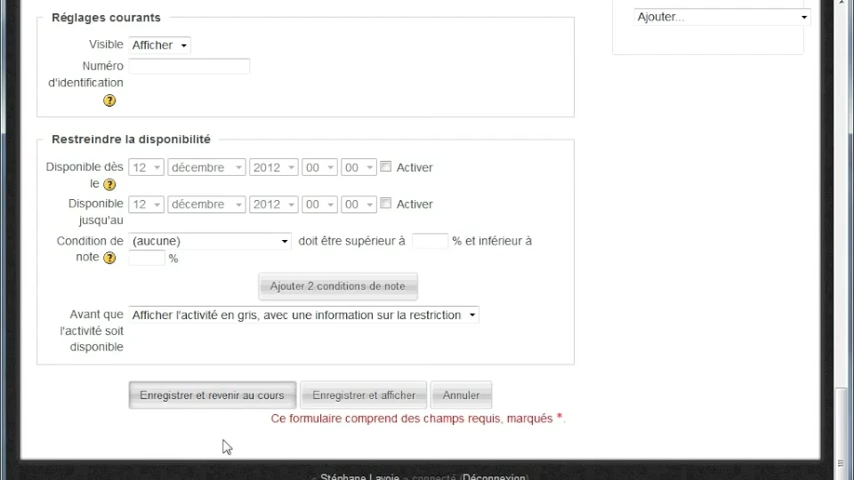 Réglages courants
Ajouter...
Visible Afficher
Numéro
d'identification
?
Restreindre la disponibilité
Disponible dès 12 décembre 2012 00 00 Activer
le ?
Disponible 12 décembre 2012 00 00 Activer
jusqu'au
Condition de (aucune) doit être supérieur à % et inférieur à
note ? %
Ajouter 2 conditions de note
Avant que Afficher l'activité en gris, avec une information sur la restriction
l'activité soit
disponible
Enregistrer et revenir au cours Enregistrer et afficher Annuler
Ce formulaire comprend des champs requis, marqués *.
« Stéphane Lavoie » connecté (Déconnexion)